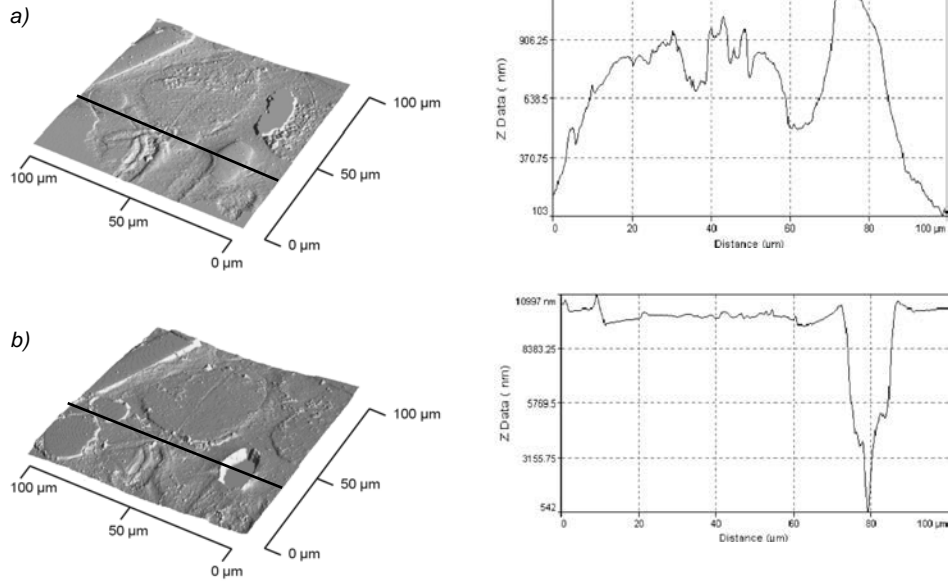 a)
100 µm
50 µm
0 µm
100 µm
50 µm
0 µm
Z Data ( nm)
906.25
638.5
370.75
103
0
20
40
60
80
100 µm
Distance (µm)
b)
100 µm
50 µm
0 µm
100 µm
50 µm
0 µm
Z Data ( nm)
10997 nm
8383.25
5769.5
3155.75
542
0
20
40
60
80
100 µm
Distance (µm)